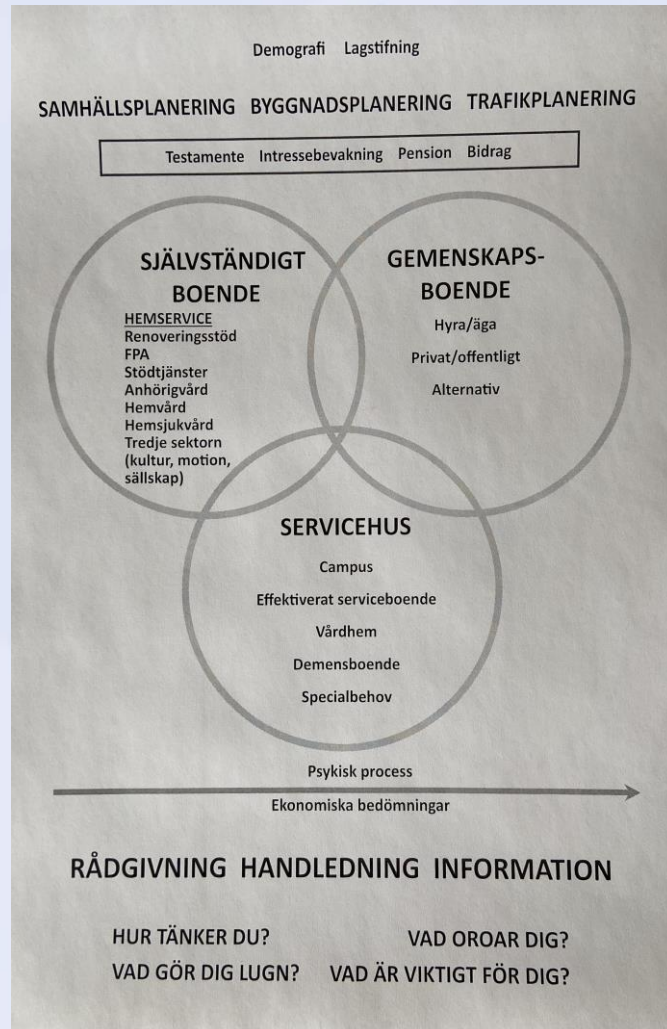 Demografi Lagstifning
SAMHÄLLSPLANERING BYGGNADSPLANERING TRAFIKPLANERING
Testamente Intressebevakning Pension Bidrag
SJÄLVSTÄNDIGT
BOENDE
HEMSERVICE
Renoveringsstöd
FPA
Stödtjänster
Anhörigvård
Hemvård
Hemsjukvård
Tredje sektorn
(kultur, motion,
sällskap)
GEMENSKAPS-
BOENDE
Hyra/äga
Privat/offentligt
Alternativ
SERVICEHUS
Campus
Effektiverat serviceboende
Vårdhem
Demensboende
Specialbehov
Psykisk process
Ekonomiska bedömningar
RÅDGIVNING HANDLEDNING INFORMATION
HUR TÄNKER DU? VAD OROAR DIG?
VAD GÖR DIG LUGN? VAD ÄR VIKTIGT FÖR DIG?